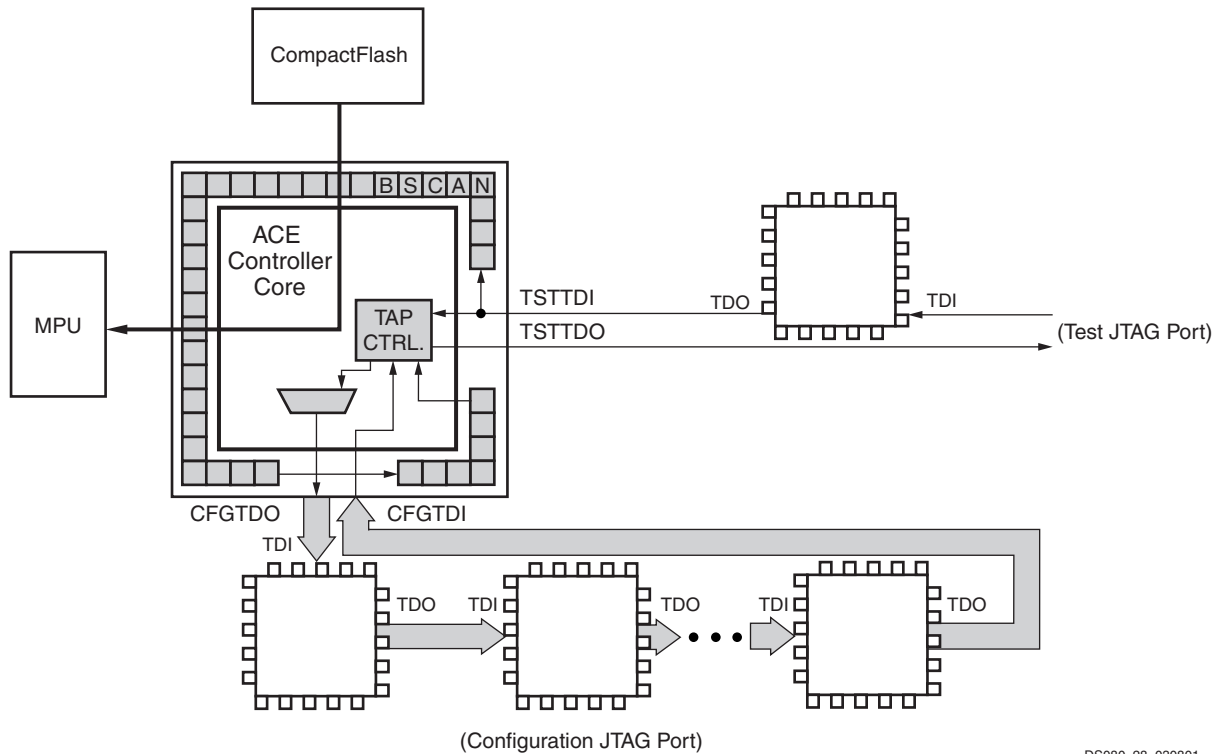 CompactFlash
B S C A N
ACE
Controller
Core
MPU
TAP
CTRL.
TSTTDI
TSTTDO
TDO
TDI
(Test JTAG Port)
CFGTDO
CFGTDI
TDI
TDO
TDI
TDO
TDI
TDO
(Configuration JTAG Port)